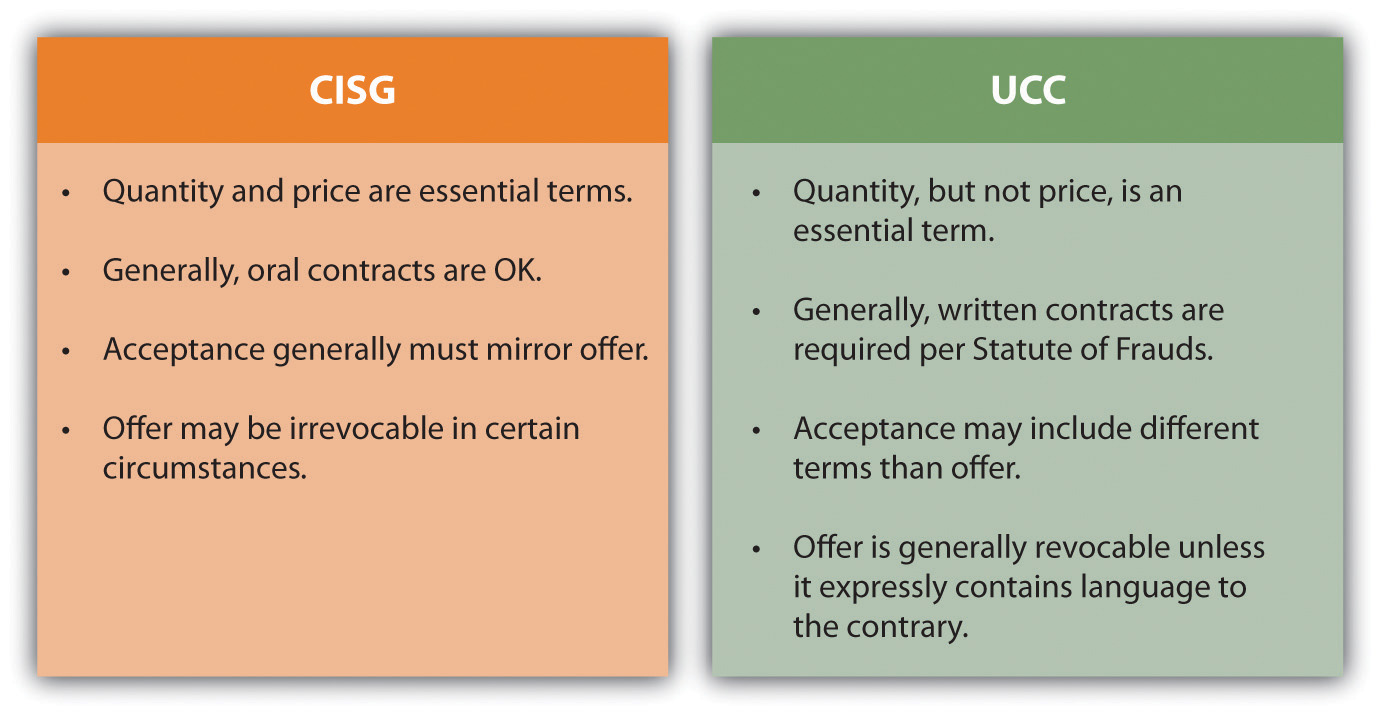 CISG
• Quantity and price are essential terms.
• Generally, oral contracts are OK.
• Acceptance generally must mirror offer.
• Offer may be irrevocable in certain
circumstances.
UCC
• Quantity, but not price, is an
essential term.
• Generally, written contracts are
required per Statute of Frauds.
• Acceptance may include different
terms than offer.
• Offer is generally revocable unless
it expressly contains language to
the contrary.